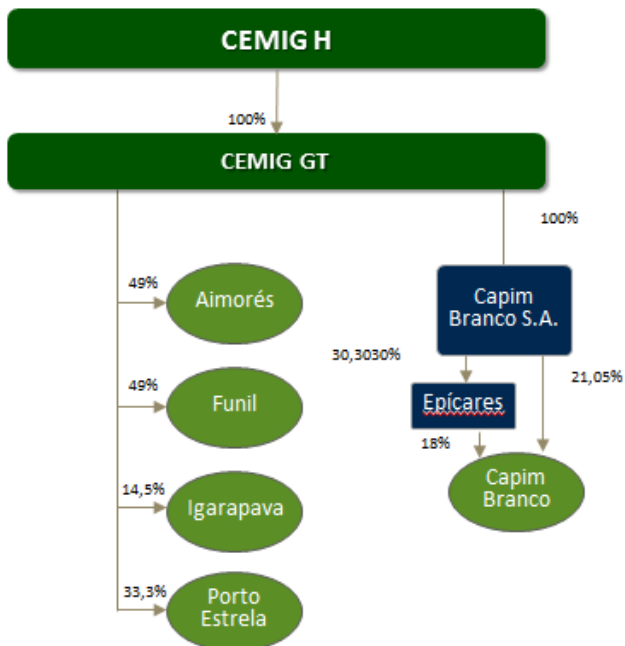 CEMIG H
100%
CEMIG GT
100%
49%
Aimorés
Capim
Branco S.A.
30,3030%
21,05%
49%
Funil
Epícares
18%
Capim
Branco
14,5%
Igarapava
33,3%
Porto
Estrela